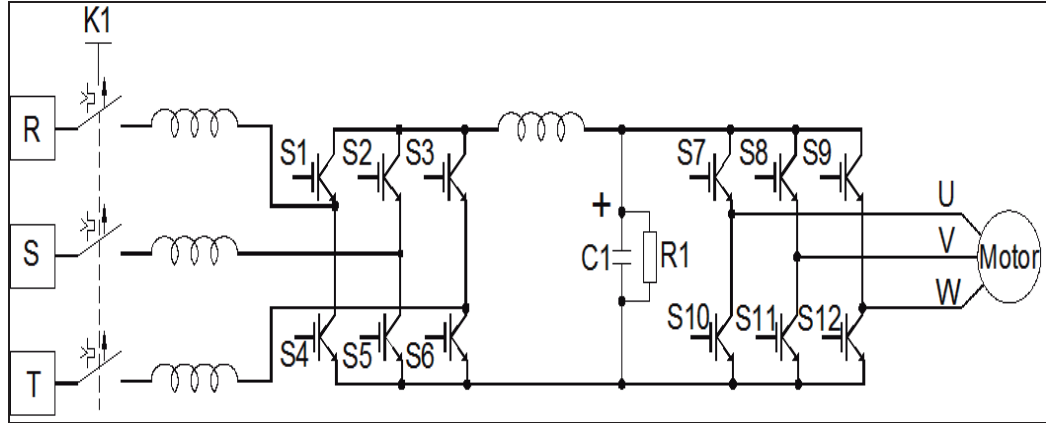 K1
R
S1 S2 S3
S7 S8 S9
U
+
S
C1 R1
V
Motor
W
S4 S5 S6
S10 S11 S12
T